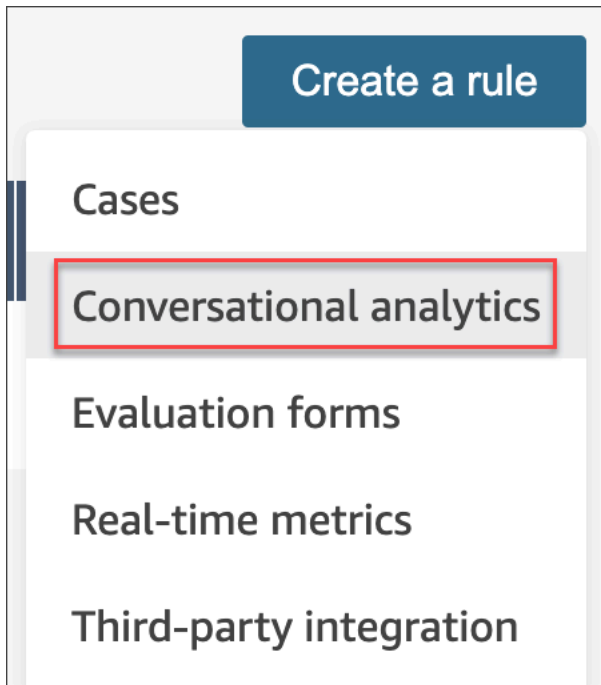 Create a rule
Cases
Conversational analytics
Evaluation forms
Real-time metrics
Third-party integration